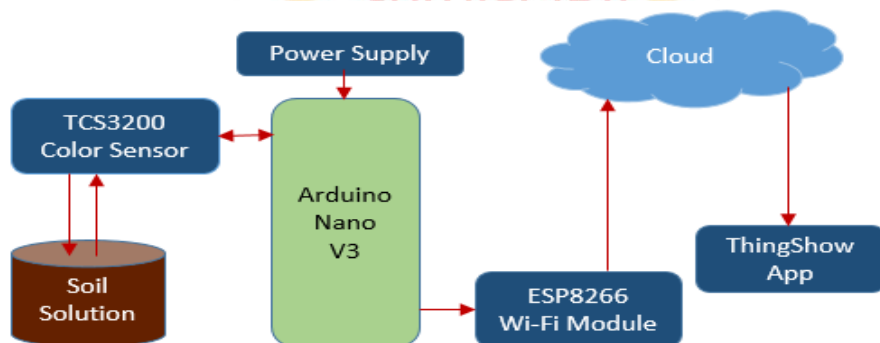 Power Supply
Cloud
TCS3200
Color Sensor
Arduino
Nano
V3
ThingShow
App
Soil
Solution
ESP8266
Wi-Fi Module